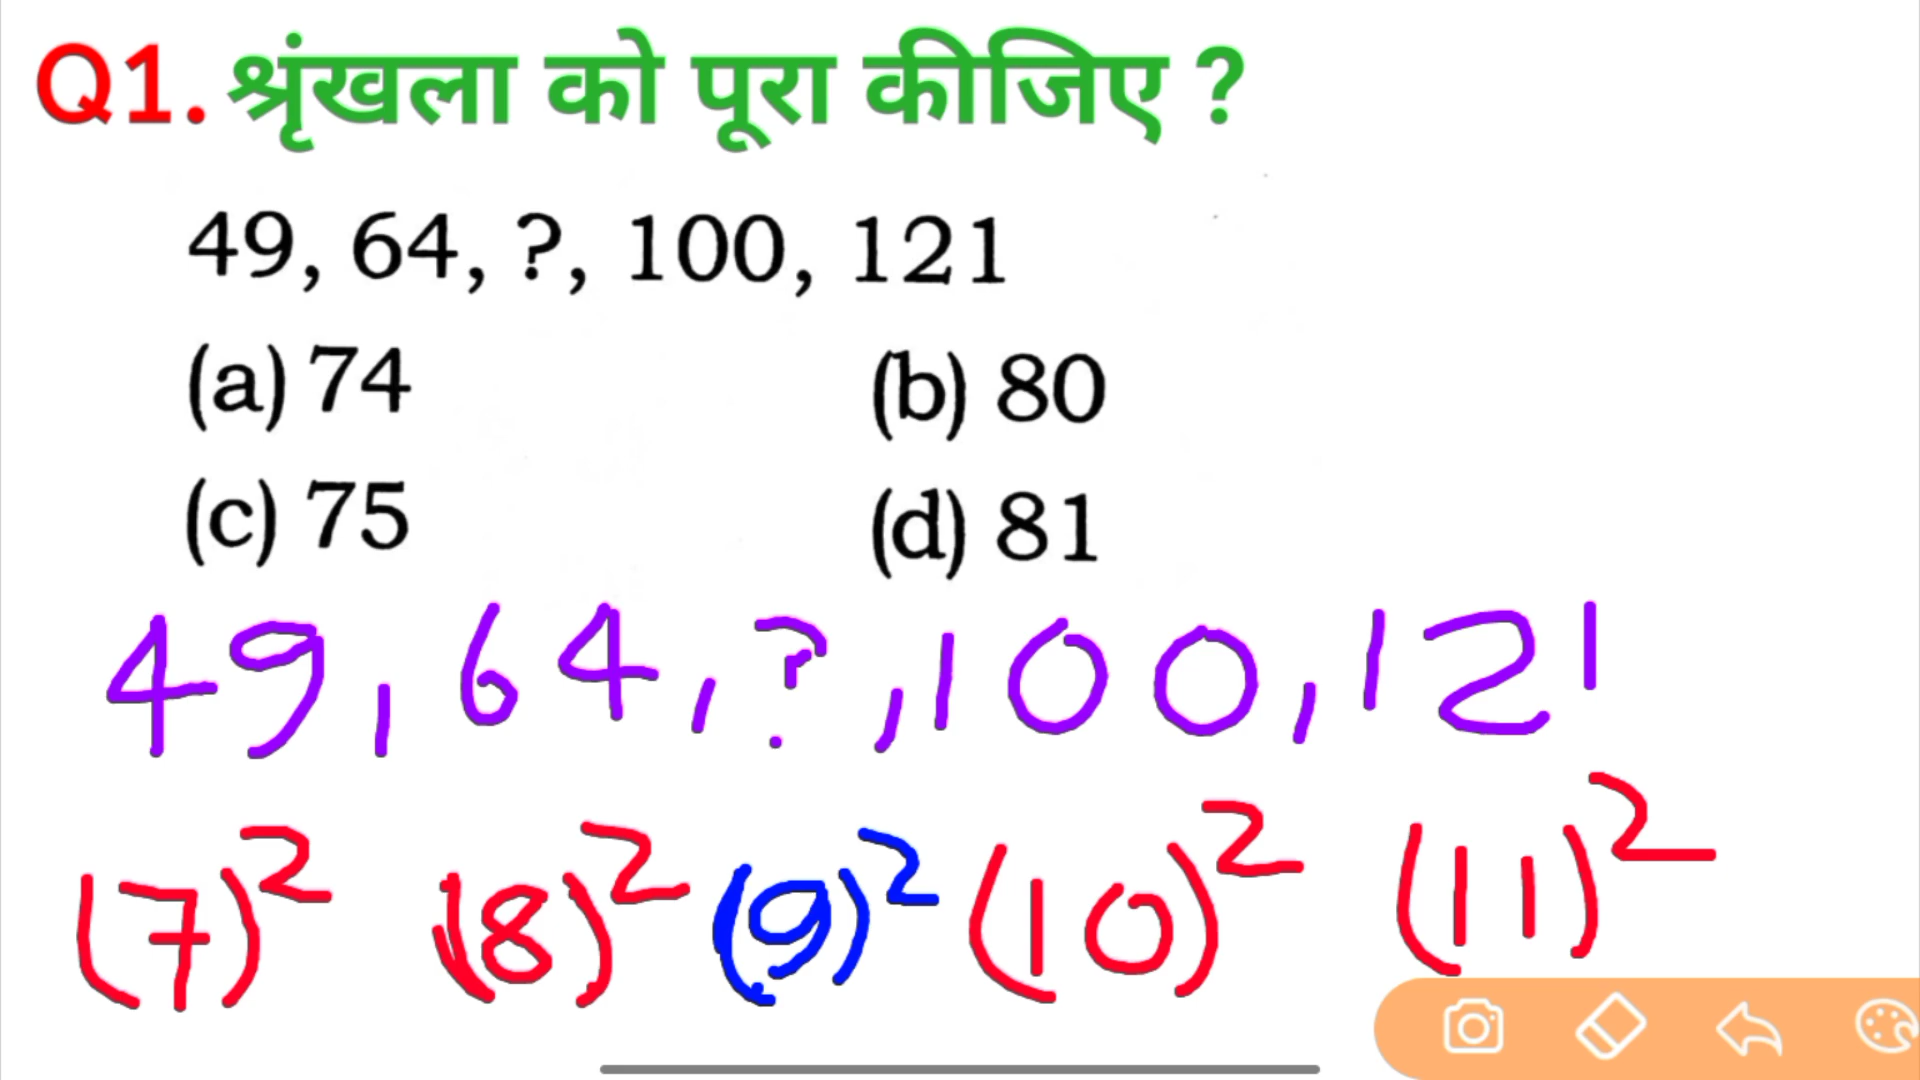 Q1. श्रृंखला को पूरा कीजिए ?
49, 64, ?, 100, 121
(a) 74 (b) 80
(c) 75 (d) 81
49, 64, ?, 100, 121
(7)² (8)² (9)² (10)² (11)²